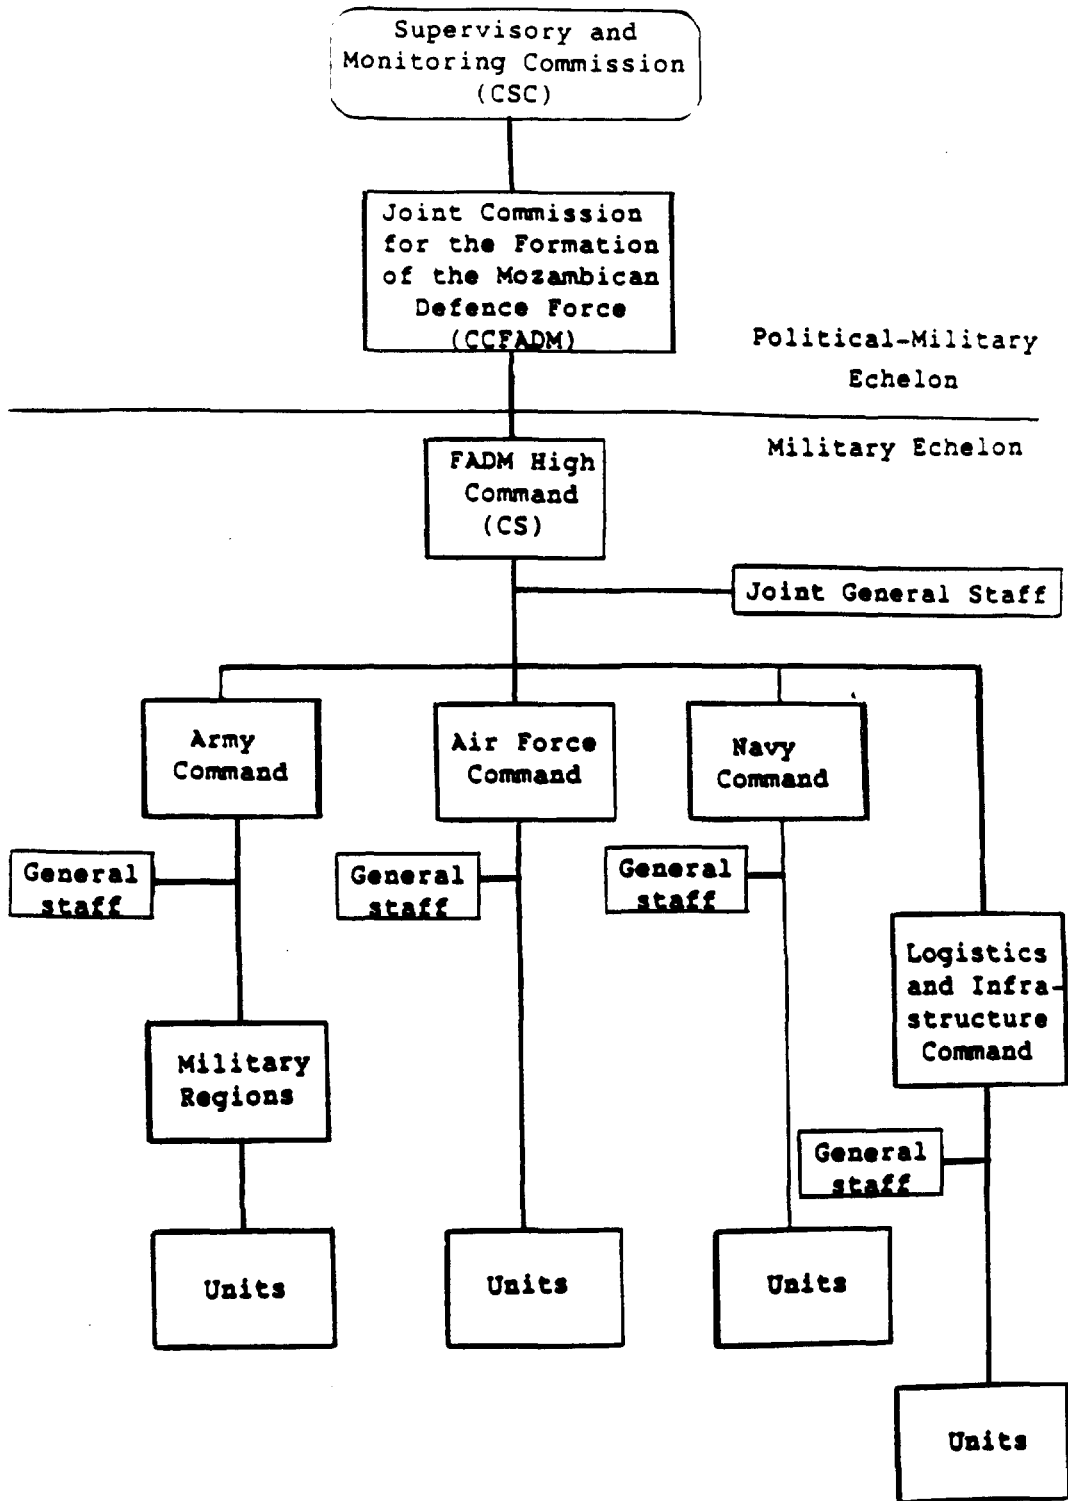 Supervisory and
Monitoring Commission
(CSC)
Joint Commission
for the Formation
of the Mozambican
Defence Force
(CCFADM)
Political-Military
Echelon
Military Echelon
FADM High
Command
(CS)
Joint General Staff
Army
Command
Air Force
Command
Navy
Command
General
staff
General
staff
General
staff
Logistics
and Infra-
structure
Command
Military
Regions
General
staff
Units
Units
Units
Units